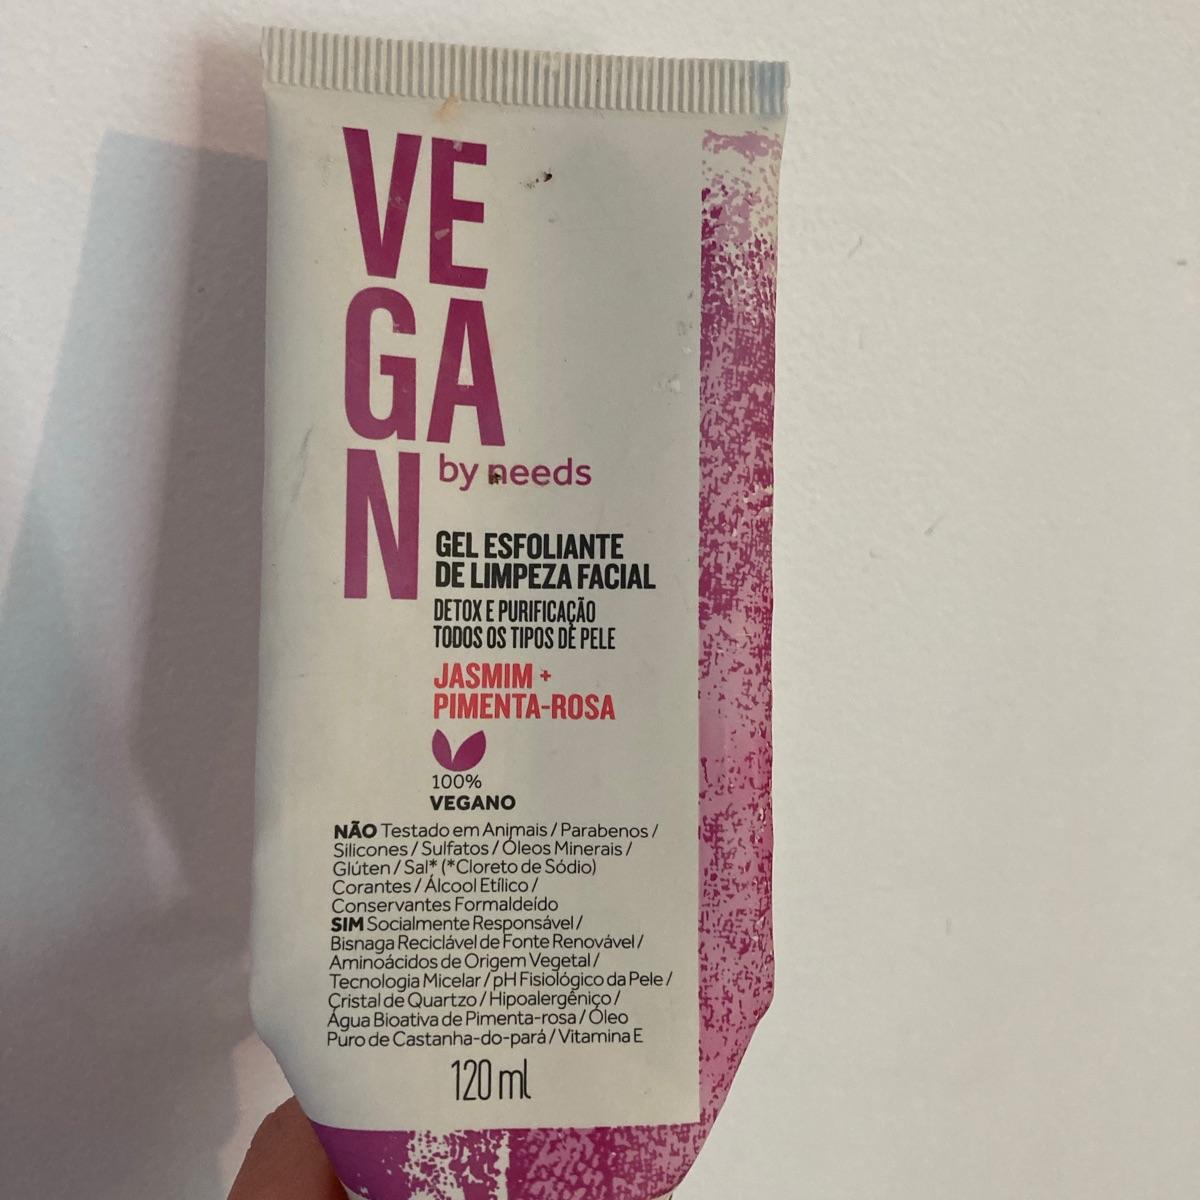 VE
GA
N
by needs
GEL ESFOLIANTE
DE LIMPEZA FACIAL
DETOX E PURIFICAÇÃO
TODOS OS TIPOS DE PELE
JASMIM +
PIMENTA-ROSA
100%
VEGANO
NÃO Testado em Animais / Parabenos /
Silicones / Sulfatos / Óleos Minerais /
Glúten / Sal* (*Cloreto de Sódio)
Corantes / Álcool Etílico /
Conservantes Formaldeído
SIM Socialmente Responsável /
Bisnaga Reciclável de Fonte Renovável /
Aminoácidos de Origem Vegetal /
Tecnologia Micelar / pH Fisiológico da Pele /
Cristal de Quartzo / Hipoalergênico /
Água Bioativa de Pimenta-rosa / Óleo
Puro de Castanha-do-pará / Vitamina E
120 ml